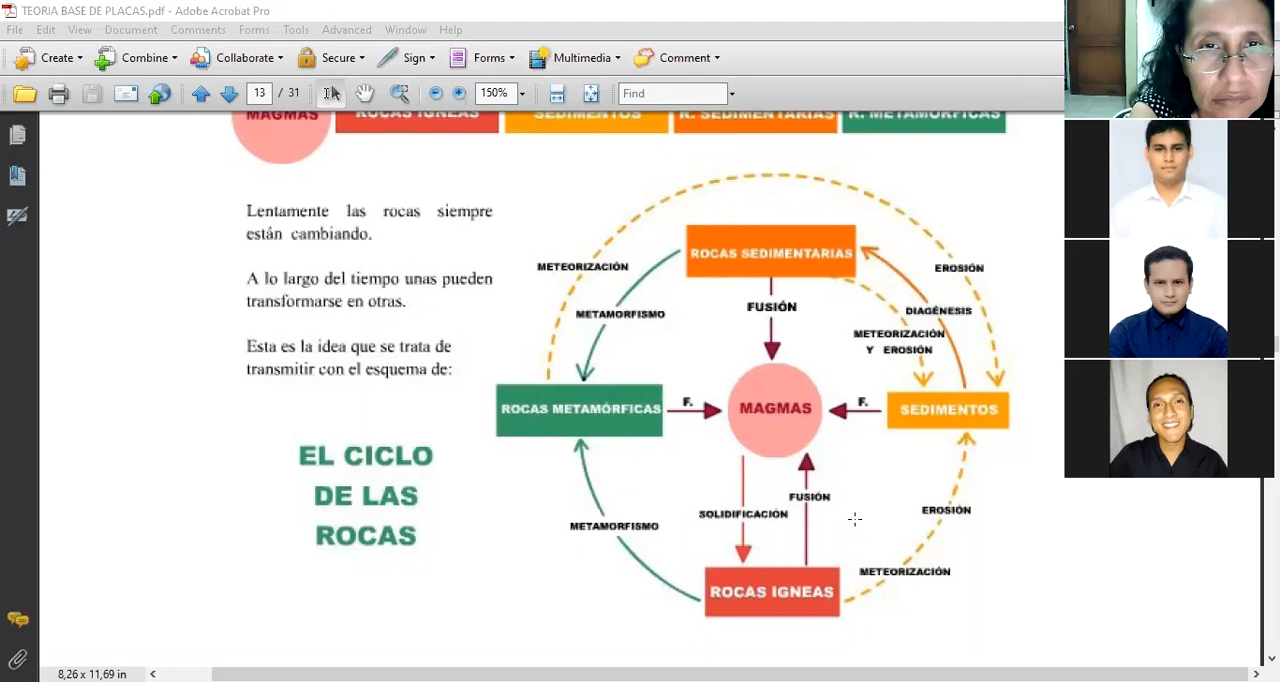 TEORIA BASE DE PLACAS.pdf - Adobe Acrobat Pro
File Edit View Document Comments Forms Tools Advanced Window Help
Create Combine Collaborate Secure Sign Forms Multimedia Comment
13 / 31 150% Find
MAGMAS ROCAS IGNEAS SEDIMENTOS R. SEDIMENTARIAS R. METAMÓRFICAS
Lentamente las rocas siempre
están cambiando.
A lo largo del tiempo unas pueden
transformarse en otras.
Esta es la idea que se trata de
transmitir con el esquema de:
EL CICLO
DE LAS
ROCAS
ROCAS SEDIMENTARIAS
METEORIZACIÓN
EROSIÓN
METAMORFISMO
FUSIÓN
DIAGÉNESIS
METEORIZACIÓN
Y EROSIÓN
ROCAS METAMÓRFICAS
F.
MAGMAS
F.
SEDIMENTOS
FUSIÓN
SOLIDIFICACIÓN
EROSIÓN
METAMORFISMO
METEORIZACIÓN
ROCAS IGNEAS
8,26 x 11,69 in